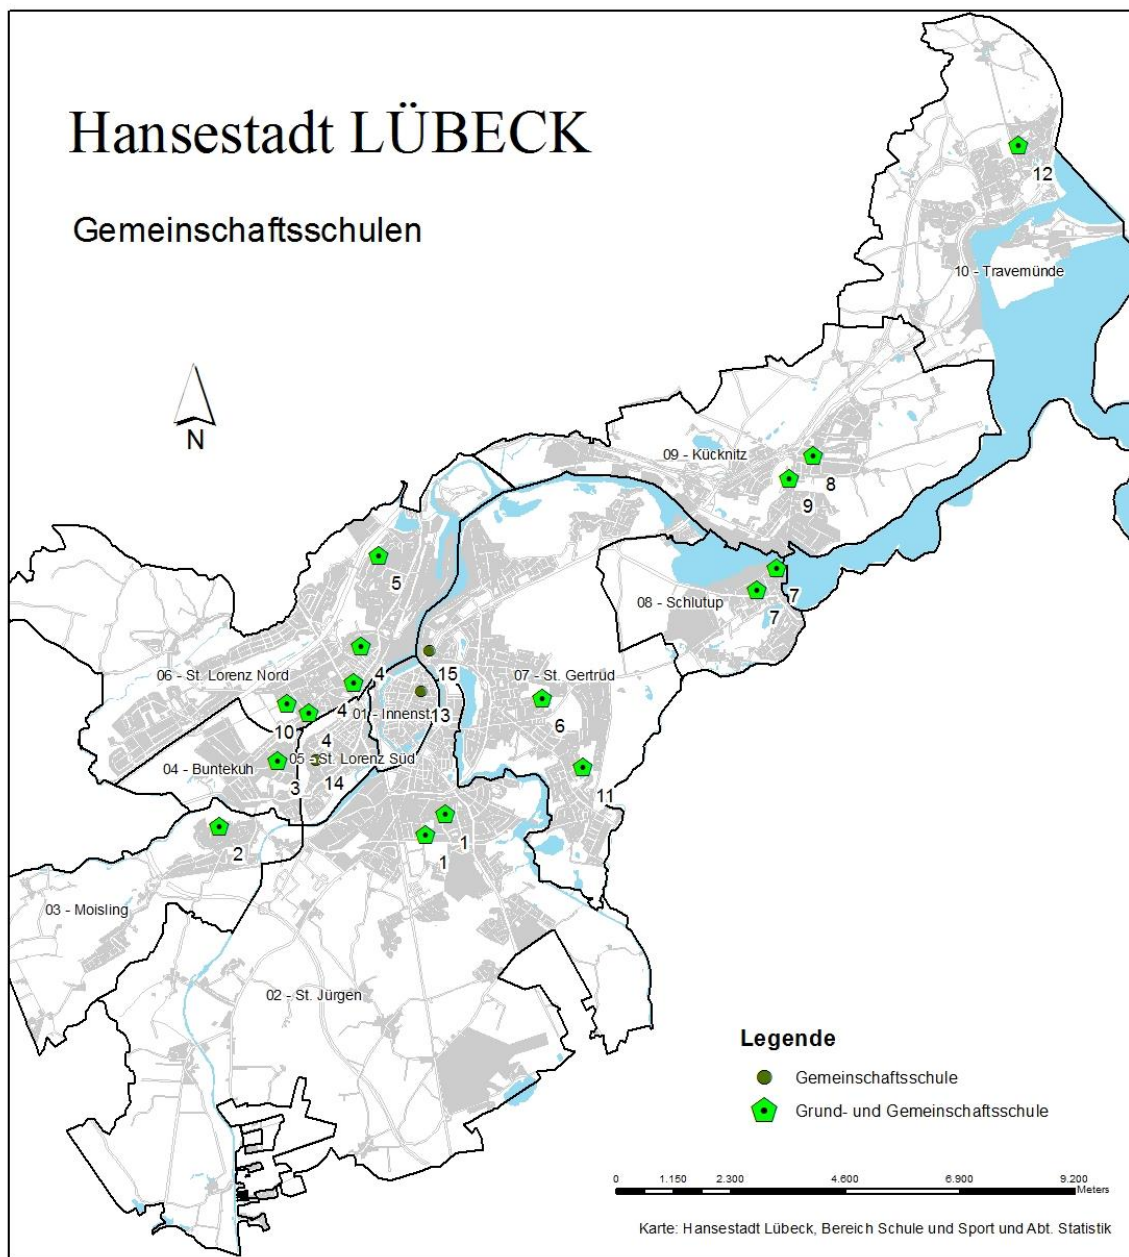 Hansestadt LÜBECK
Gemeinschaftsschulen
12
10 - Travemünde
N
09 - Kücknitz
8
9
5
08 - Schlutup
7
7
06 - St. Lorenz Nord
4
15
07 - St. Gertrud
4
01 - Innenst.
13
6
10
4
05 - St. Lorenz Süd
04 - Buntekuh
3
14
11
1
1
2
03 - Moisling
02 - St. Jürgen
Legende
Gemeinschaftsschule
Grund- und Gemeinschaftsschule
0 1.150 2.300 4.600 6.900 9.200
Meters
Karte: Hansestadt Lübeck, Bereich Schule und Sport und Abt. Statistik